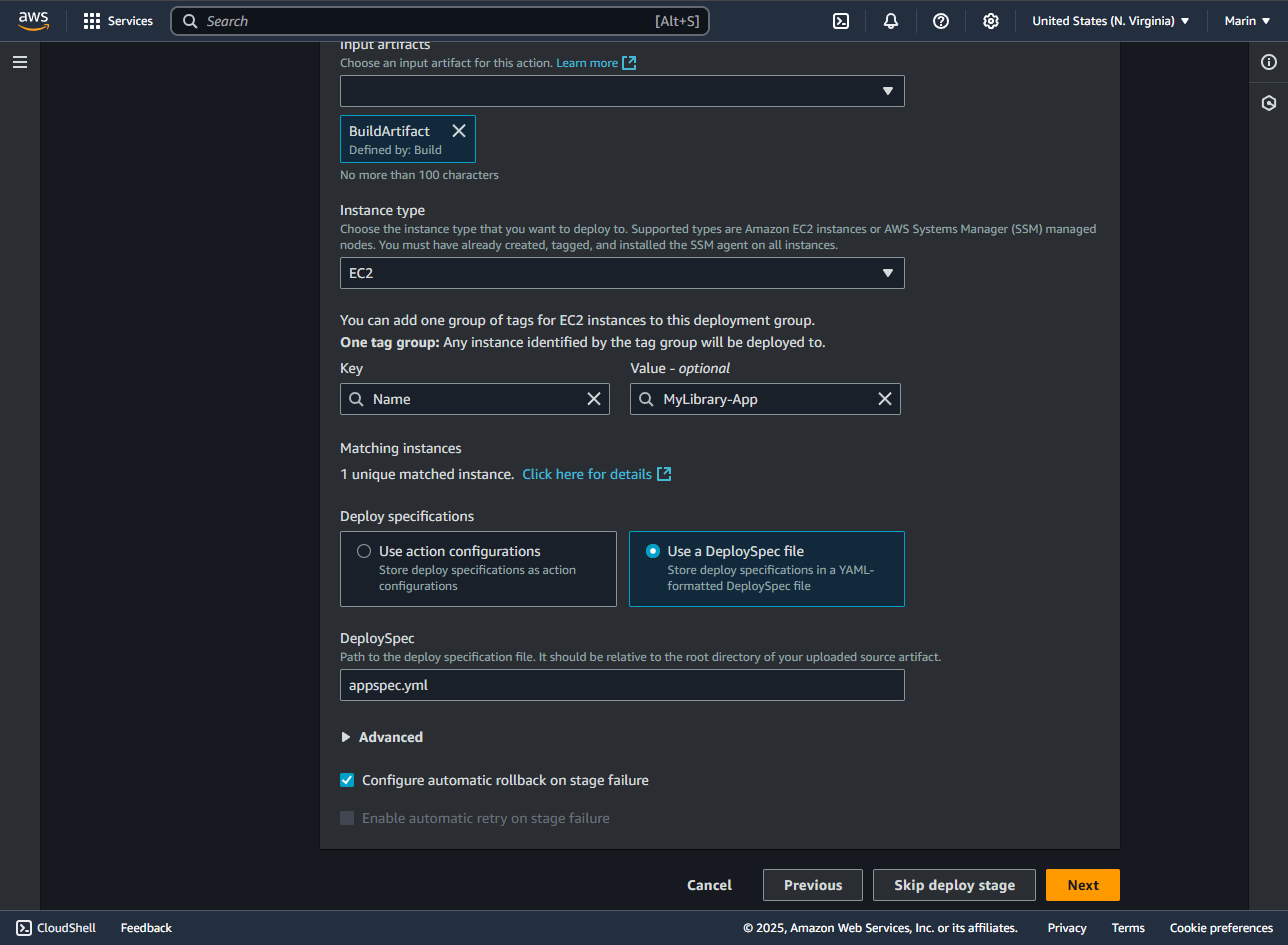 aws
Services
Search
[Alt+S]
United States (N. Virginia)
Marin
Input artifacts
Choose an input artifact for this action. Learn more
BuildArtifact
Defined by: Build
No more than 100 characters
Instance type
Choose the instance type that you want to deploy to. Supported types are Amazon EC2 instances or AWS Systems Manager (SSM) managed
nodes. You must have already created, tagged, and installed the SSM agent on all instances.
EC2
You can add one group of tags for EC2 instances to this deployment group.
One tag group: Any instance identified by the tag group will be deployed to.
Key
Value - optional
Name
MyLibrary-App
Matching instances
1 unique matched instance. Click here for details
Deploy specifications
Use action configurations
Store deploy specifications as action
configurations
Use a DeploySpec file
Store deploy specifications in a YAML-
formatted DeploySpec file
DeploySpec
Path to the deploy specification file. It should be relative to the root directory of your uploaded source artifact.
appspec.yml
Advanced
Configure automatic rollback on stage failure
Enable automatic retry on stage failure
Cancel
Previous
Skip deploy stage
Next
CloudShell
Feedback
© 2025, Amazon Web Services, Inc. or its affiliates.
Privacy
Terms
Cookie preferences